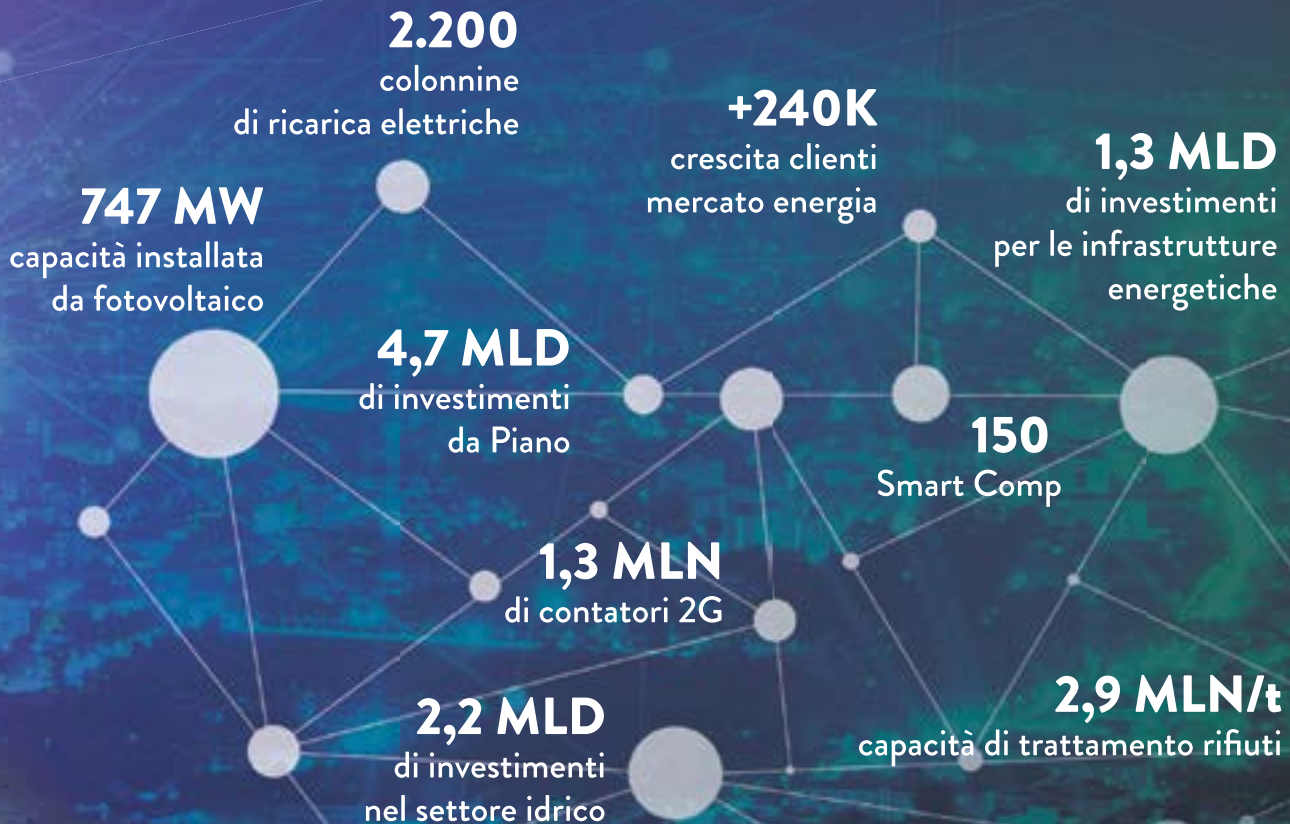 2.200
colonnine
di ricarica elettriche
+240K
crescita clienti
mercato energia
1,3 MLD
di investimenti
per le infrastrutture
energetiche
747 MW
capacità installata
da fotovoltaico
4,7 MLD
di investimenti
da Piano
150
Smart Comp
1,3 MLN
di contatori 2G
2,9 MLN/t
capacità di trattamento rifiuti
2,2 MLD
di investimenti
nel settore idrico